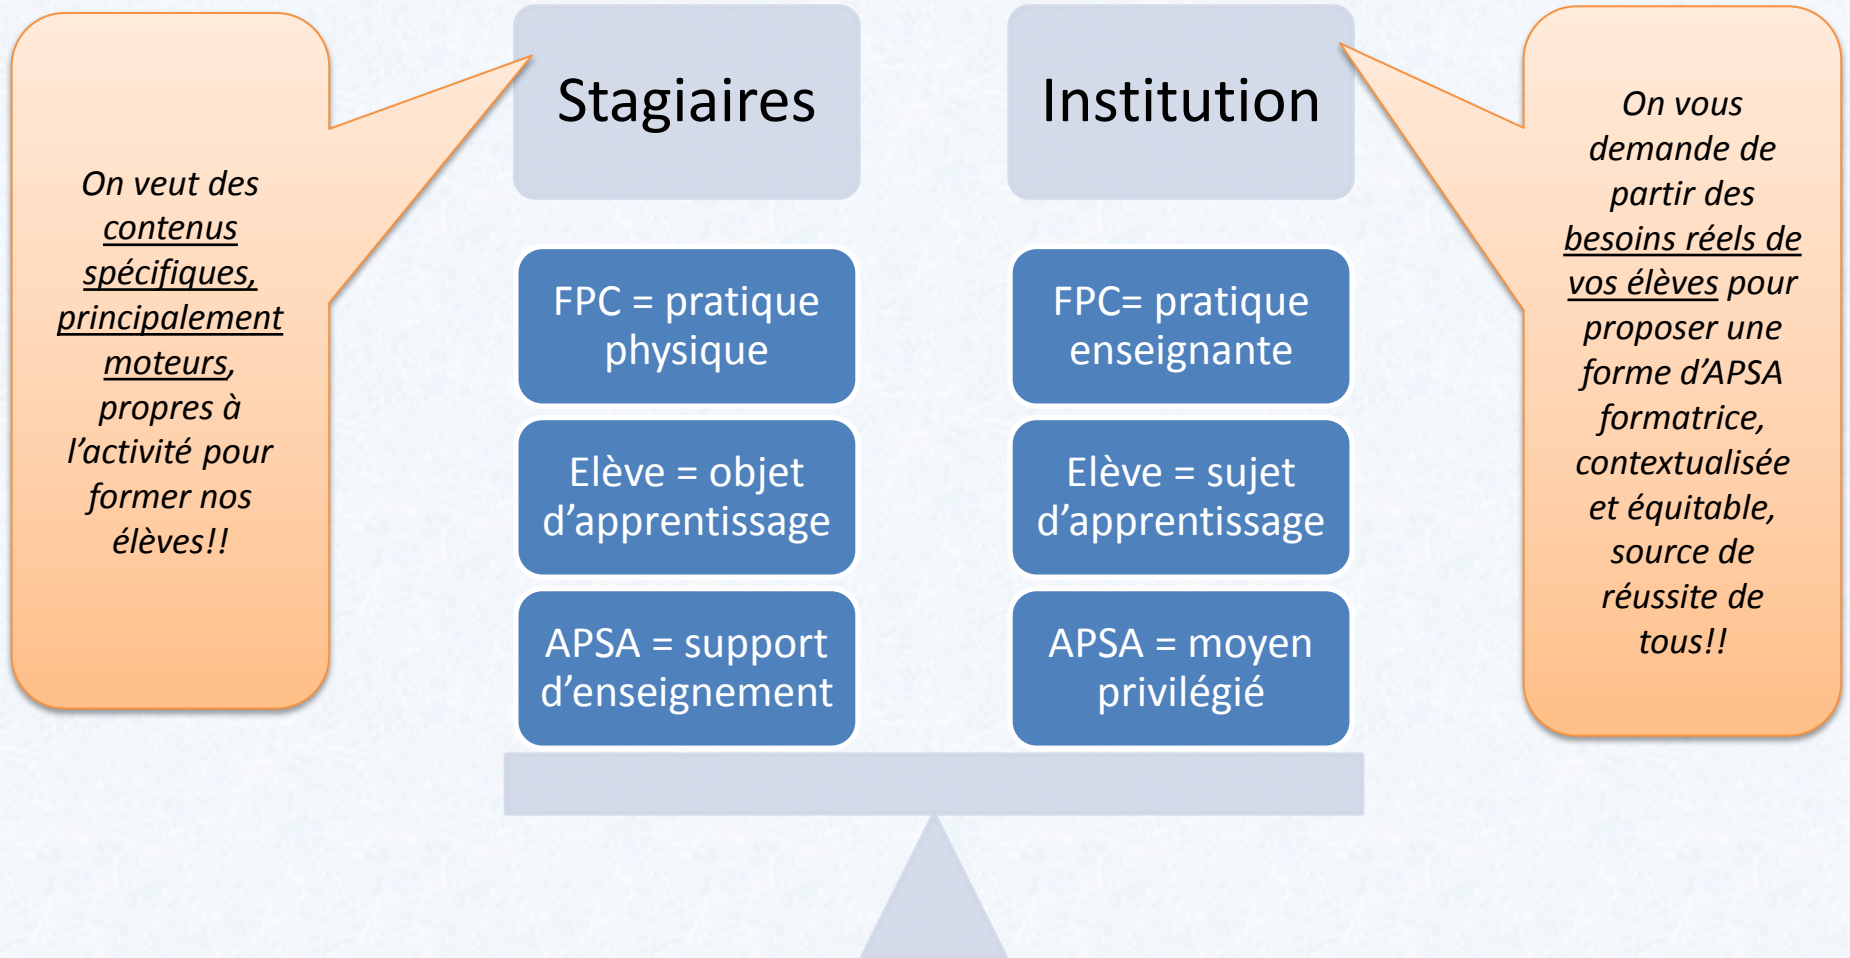 On veut des
contenus
spécifiques,
principalement
moteurs,
propres à
l’activité pour
former nos
élèves!!
Stagiaires
FPC = pratique
physique
Elève = objet
d’apprentissage
APSA = support
d’enseignement
Institution
FPC= pratique
enseignante
Elève = sujet
d’apprentissage
APSA = moyen
privilégié
On vous
demande de
partir des
besoins réels de
vos élèves pour
proposer une
forme d’APSA
formatrice,
contextualisée
et équitable,
source de
réussite de
tous!!